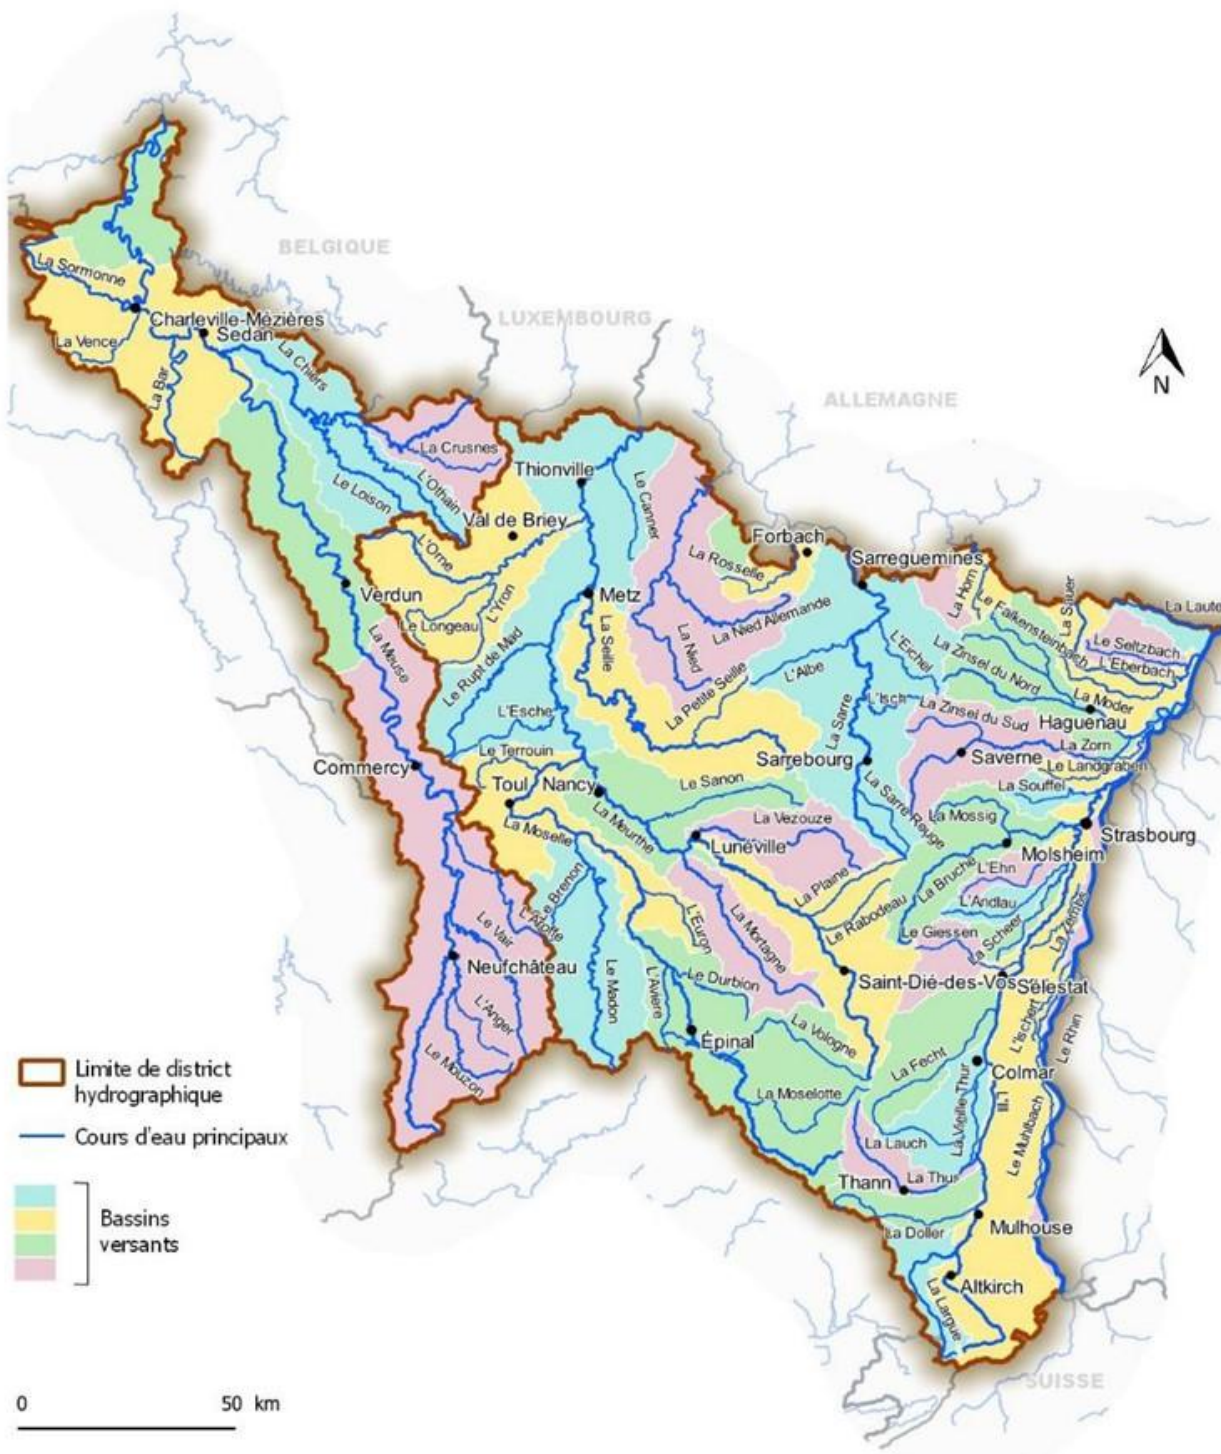 BELGIQUE
La Sormonne
LUXEMBOURG
Charleville-Mézières
Sedan
La Vence
La Chiers
La Bar
N
ALLEMAGNE
La Crusnes
Thionville
L'Othain
Le Loison
Le Canner
Val de Briey
Forbach
L'Orne
La Rosselle
Sarreguemines
La Horn
La Sauer
Le Falkensteinbach
Verdun
Metz
La Lauter
L'Yron
Le Longeau
La Nied Allemande
Le Seltzbach
La Meuse
La Seille
La Nied
L'Eichel
La Zinsel du Nord
L'Eberbach
Le Rupt de Mad
L'Albe
La Petite Seille
La Moder
L'Isch
La Zinsel du Sud
Haguenau
L'Esche
La Sarre
La Zorn
Le Terrouin
Commercy
Sarrebourg
Saverne
Le Landgraben
Toul
Nancy
Le Sanon
La Souffel
La Sarre Rouge
La Mossig
La Meurthe
La Vezouze
Strasbourg
La Moselle
Lunéville
Molsheim
La Plaine
La Bruche
L'Ehn
Le Brenon
L'Andlau
L'Aroffe
L'Euron
La Mortagne
Le Rabodeau
Le Giessen
La Scheer
La Zembs
Le Vair
Neufchâteau
Le Madon
L'Avière
Le Durbion
Saint-Dié-des-Vos
Sélestat
L'Anger
L'Ischert
Le Rhin
Épinal
La Vologne
La Fecht
Le Mouzon
Colmar
Limite de district
hydrographique
La Moselotte
La Vieille Thur
L'Ill
Le Muhlbach
Cours d'eau principaux
La Lauch
Thann
La Thur
Bassins
versants
Mulhouse
La Doller
Altkirch
La Largue
SUISSE
0 50 km